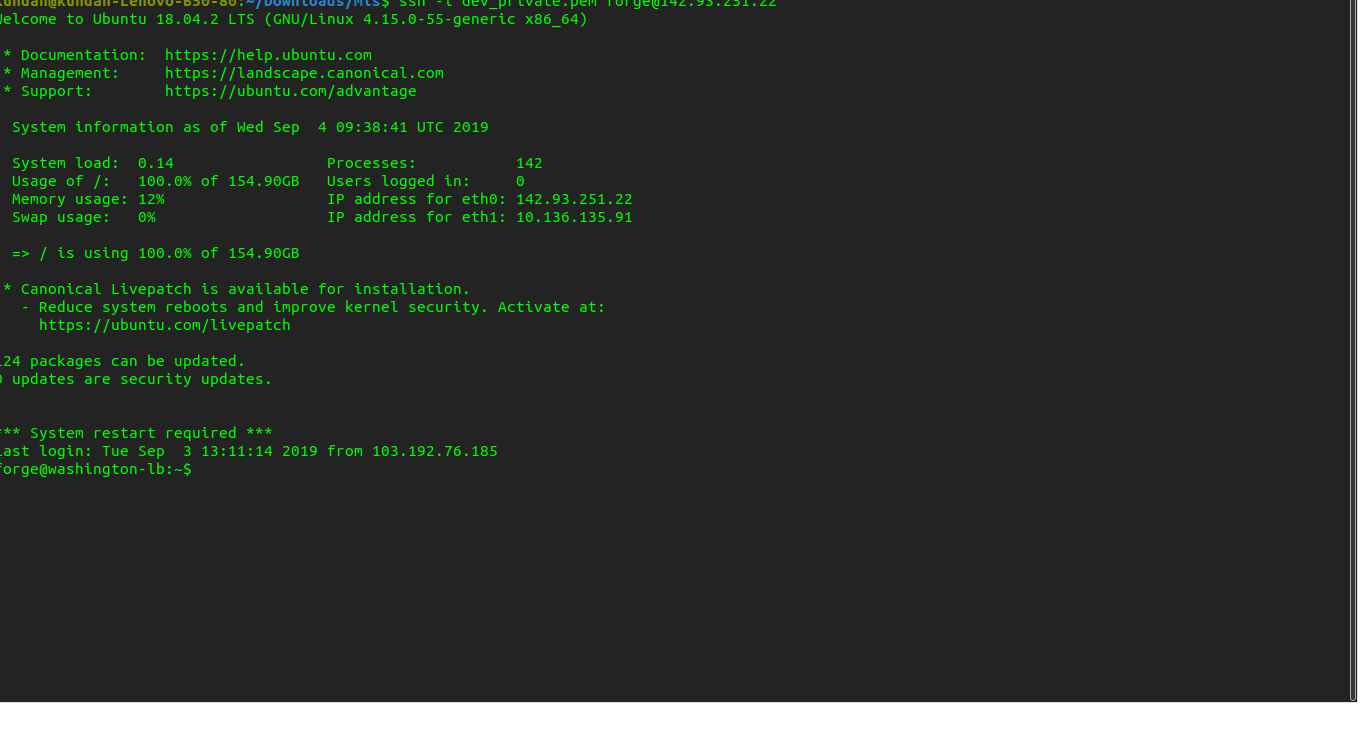 kundan@kundan-Lenovo-B50-80:~/Downloads/Mts$ ssh -i dev_private.pem forge@142.93.251.22
Welcome to Ubuntu 18.04.2 LTS (GNU/Linux 4.15.0-55-generic x86_64)
* Documentation: https://help.ubuntu.com
* Management: https://landscape.canonical.com
* Support: https://ubuntu.com/advantage
System information as of Wed Sep 4 09:38:41 UTC 2019
System load: 0.14 Processes: 142
Usage of /: 100.0% of 154.90GB Users logged in: 0
Memory usage: 12% IP address for eth0: 142.93.251.22
Swap usage: 0% IP address for eth1: 10.136.135.91
=> / is using 100.0% of 154.90GB
* Canonical Livepatch is available for installation.
- Reduce system reboots and improve kernel security. Activate at:
https://ubuntu.com/livepatch
124 packages can be updated.
0 updates are security updates.
*** System restart required ***
Last login: Tue Sep 3 13:11:14 2019 from 103.192.76.185
forge@washington-lb:~$